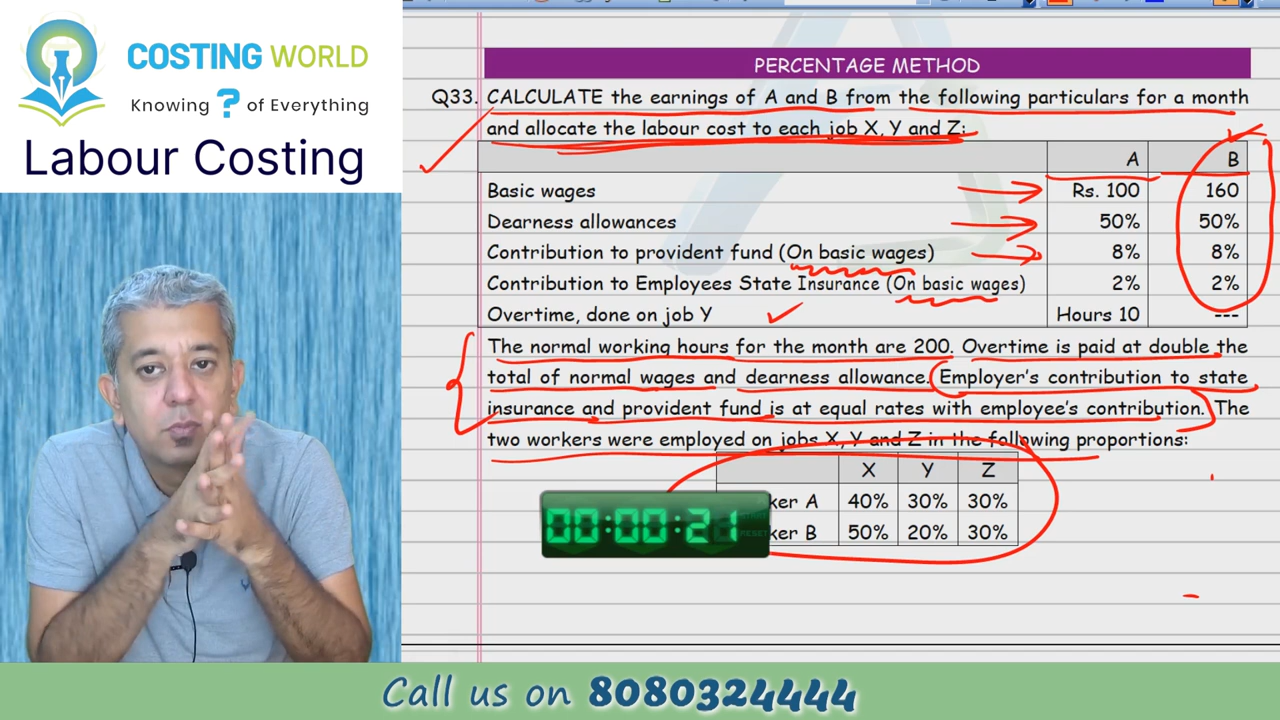 COSTING WORLD
Knowing ? of Everything
Labour Costing
PERCENTAGE METHOD
Q33. CALCULATE the earnings of A and B from the following particulars for a month
and allocate the labour cost to each job X, Y and Z:
A B
Basic wages Rs. 100 160
Dearness allowances 50% 50%
Contribution to provident fund (On basic wages) 8% 8%
Contribution to Employees State Insurance (On basic wages) 2% 2%
Overtime, done on job Y Hours 10 ---
The normal working hours for the month are 200. Overtime is paid at double the
total of normal wages and dearness allowance. Employer's contribution to state
insurance and provident fund is at equal rates with employee's contribution. The
two workers were employed on jobs X, Y and Z in the following proportions:
X Y Z
ker A 40% 30% 30%
ker B 50% 20% 30%
00:00:21
Call us on 8080324444